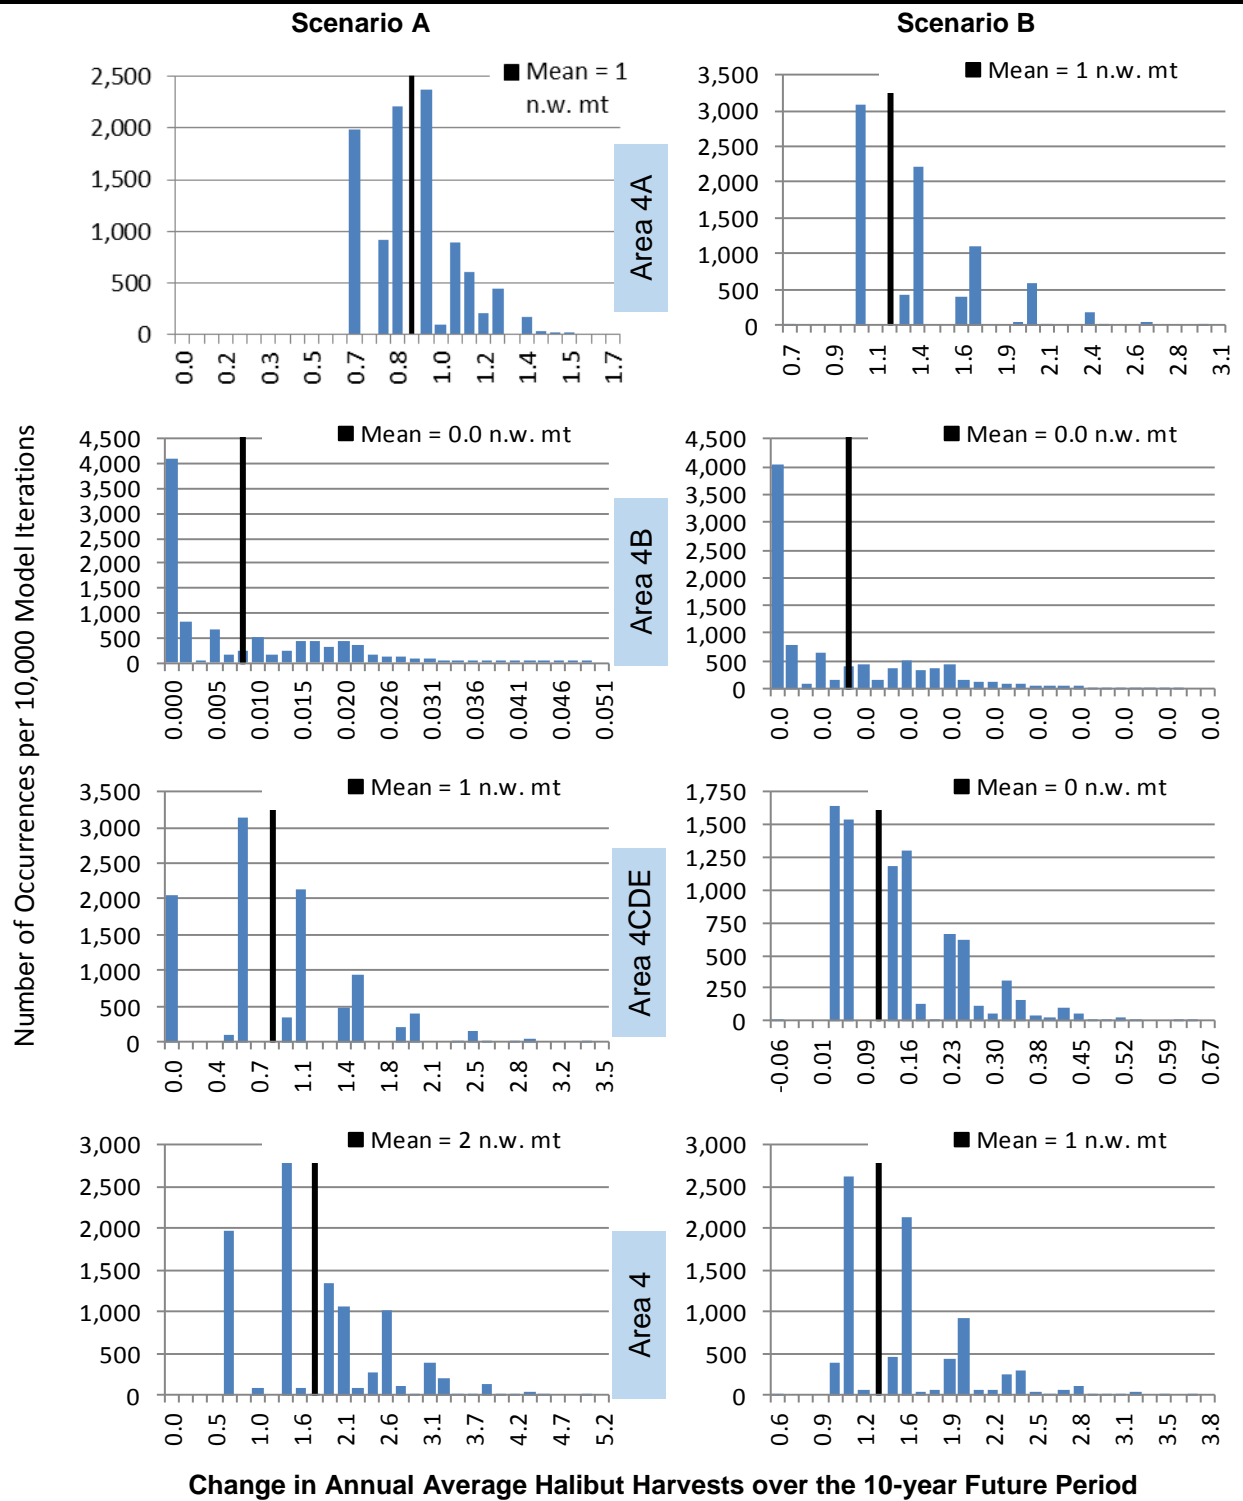 Scenario A
Scenario B
Number of Occurrences per 10,000 Model Iterations
Mean = 1
n.w. mt
2,500
2,000
1,500
1,000
500
0
0.0 0.2 0.3 0.5 0.7 0.8 1.0 1.2 1.4 1.5 1.7
Area 4A
Mean = 1 n.w. mt
3,500
3,000
2,500
2,000
1,500
1,000
500
0
0.7 0.9 1.1 1.4 1.6 1.9 2.1 2.4 2.6 2.8 3.1
Mean = 0.0 n.w. mt
4,500
4,000
3,500
3,000
2,500
2,000
1,500
1,000
500
0
0.000 0.005 0.010 0.015 0.020 0.026 0.031 0.036 0.041 0.046 0.051
Area 4B
Mean = 0.0 n.w. mt
4,500
4,000
3,500
3,000
2,500
2,000
1,500
1,000
500
0
0.0 0.0 0.0 0.0 0.0 0.0 0.0 0.0 0.0 0.0 0.0
Mean = 1 n.w. mt
3,500
3,000
2,500
2,000
1,500
1,000
500
0
0.0 0.4 0.7 1.1 1.4 1.8 2.1 2.5 2.8 3.2 3.5
Area 4CDE
Mean = 0 n.w. mt
1,750
1,500
1,250
1,000
750
500
250
0
-0.06 0.01 0.09 0.16 0.23 0.30 0.38 0.45 0.52 0.59 0.67
Mean = 2 n.w. mt
3,000
2,500
2,000
1,500
1,000
500
0
0.0 0.5 1.0 1.6 2.1 2.6 3.1 3.7 4.2 4.7 5.2
Area 4
Mean = 1 n.w. mt
3,000
2,500
2,000
1,500
1,000
500
0
0.6 0.9 1.2 1.6 1.9 2.2 2.5 2.8 3.1 3.5 3.8
Change in Annual Average Halibut Harvests over the 10-year Future Period